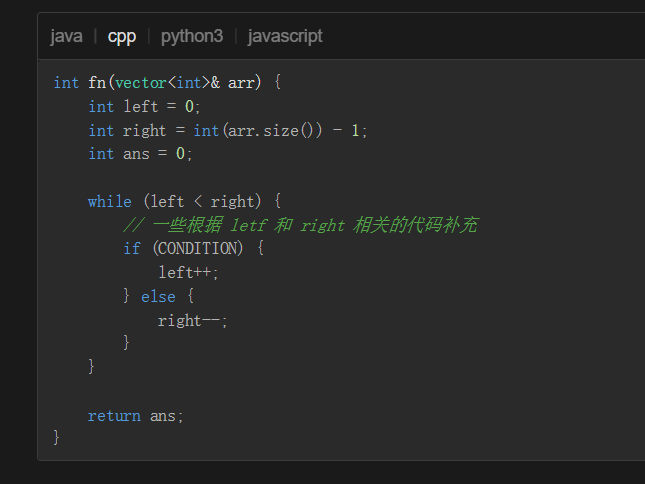 java | cpp | python3 | javascript
int fn(vector<int>& arr) {
    int left = 0;
    int right = int(arr.size()) - 1;
    int ans = 0;

    while (left < right) {
        // 一些根据 letf 和 right 相关的代码补充
        if (CONDITION) {
            left++;
        } else {
            right--;
        }
    }

    return ans;
}